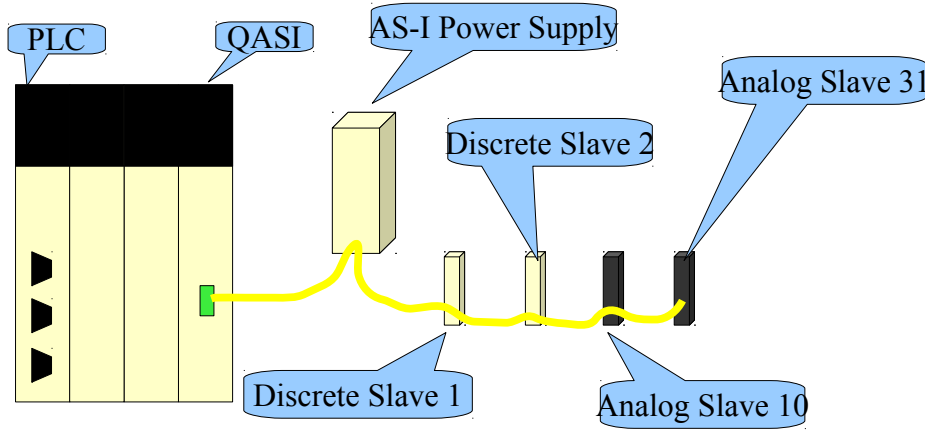 PLC
QASI
AS-I Power Supply
Analog Slave 31
Discrete Slave 2
Discrete Slave 1
Analog Slave 10